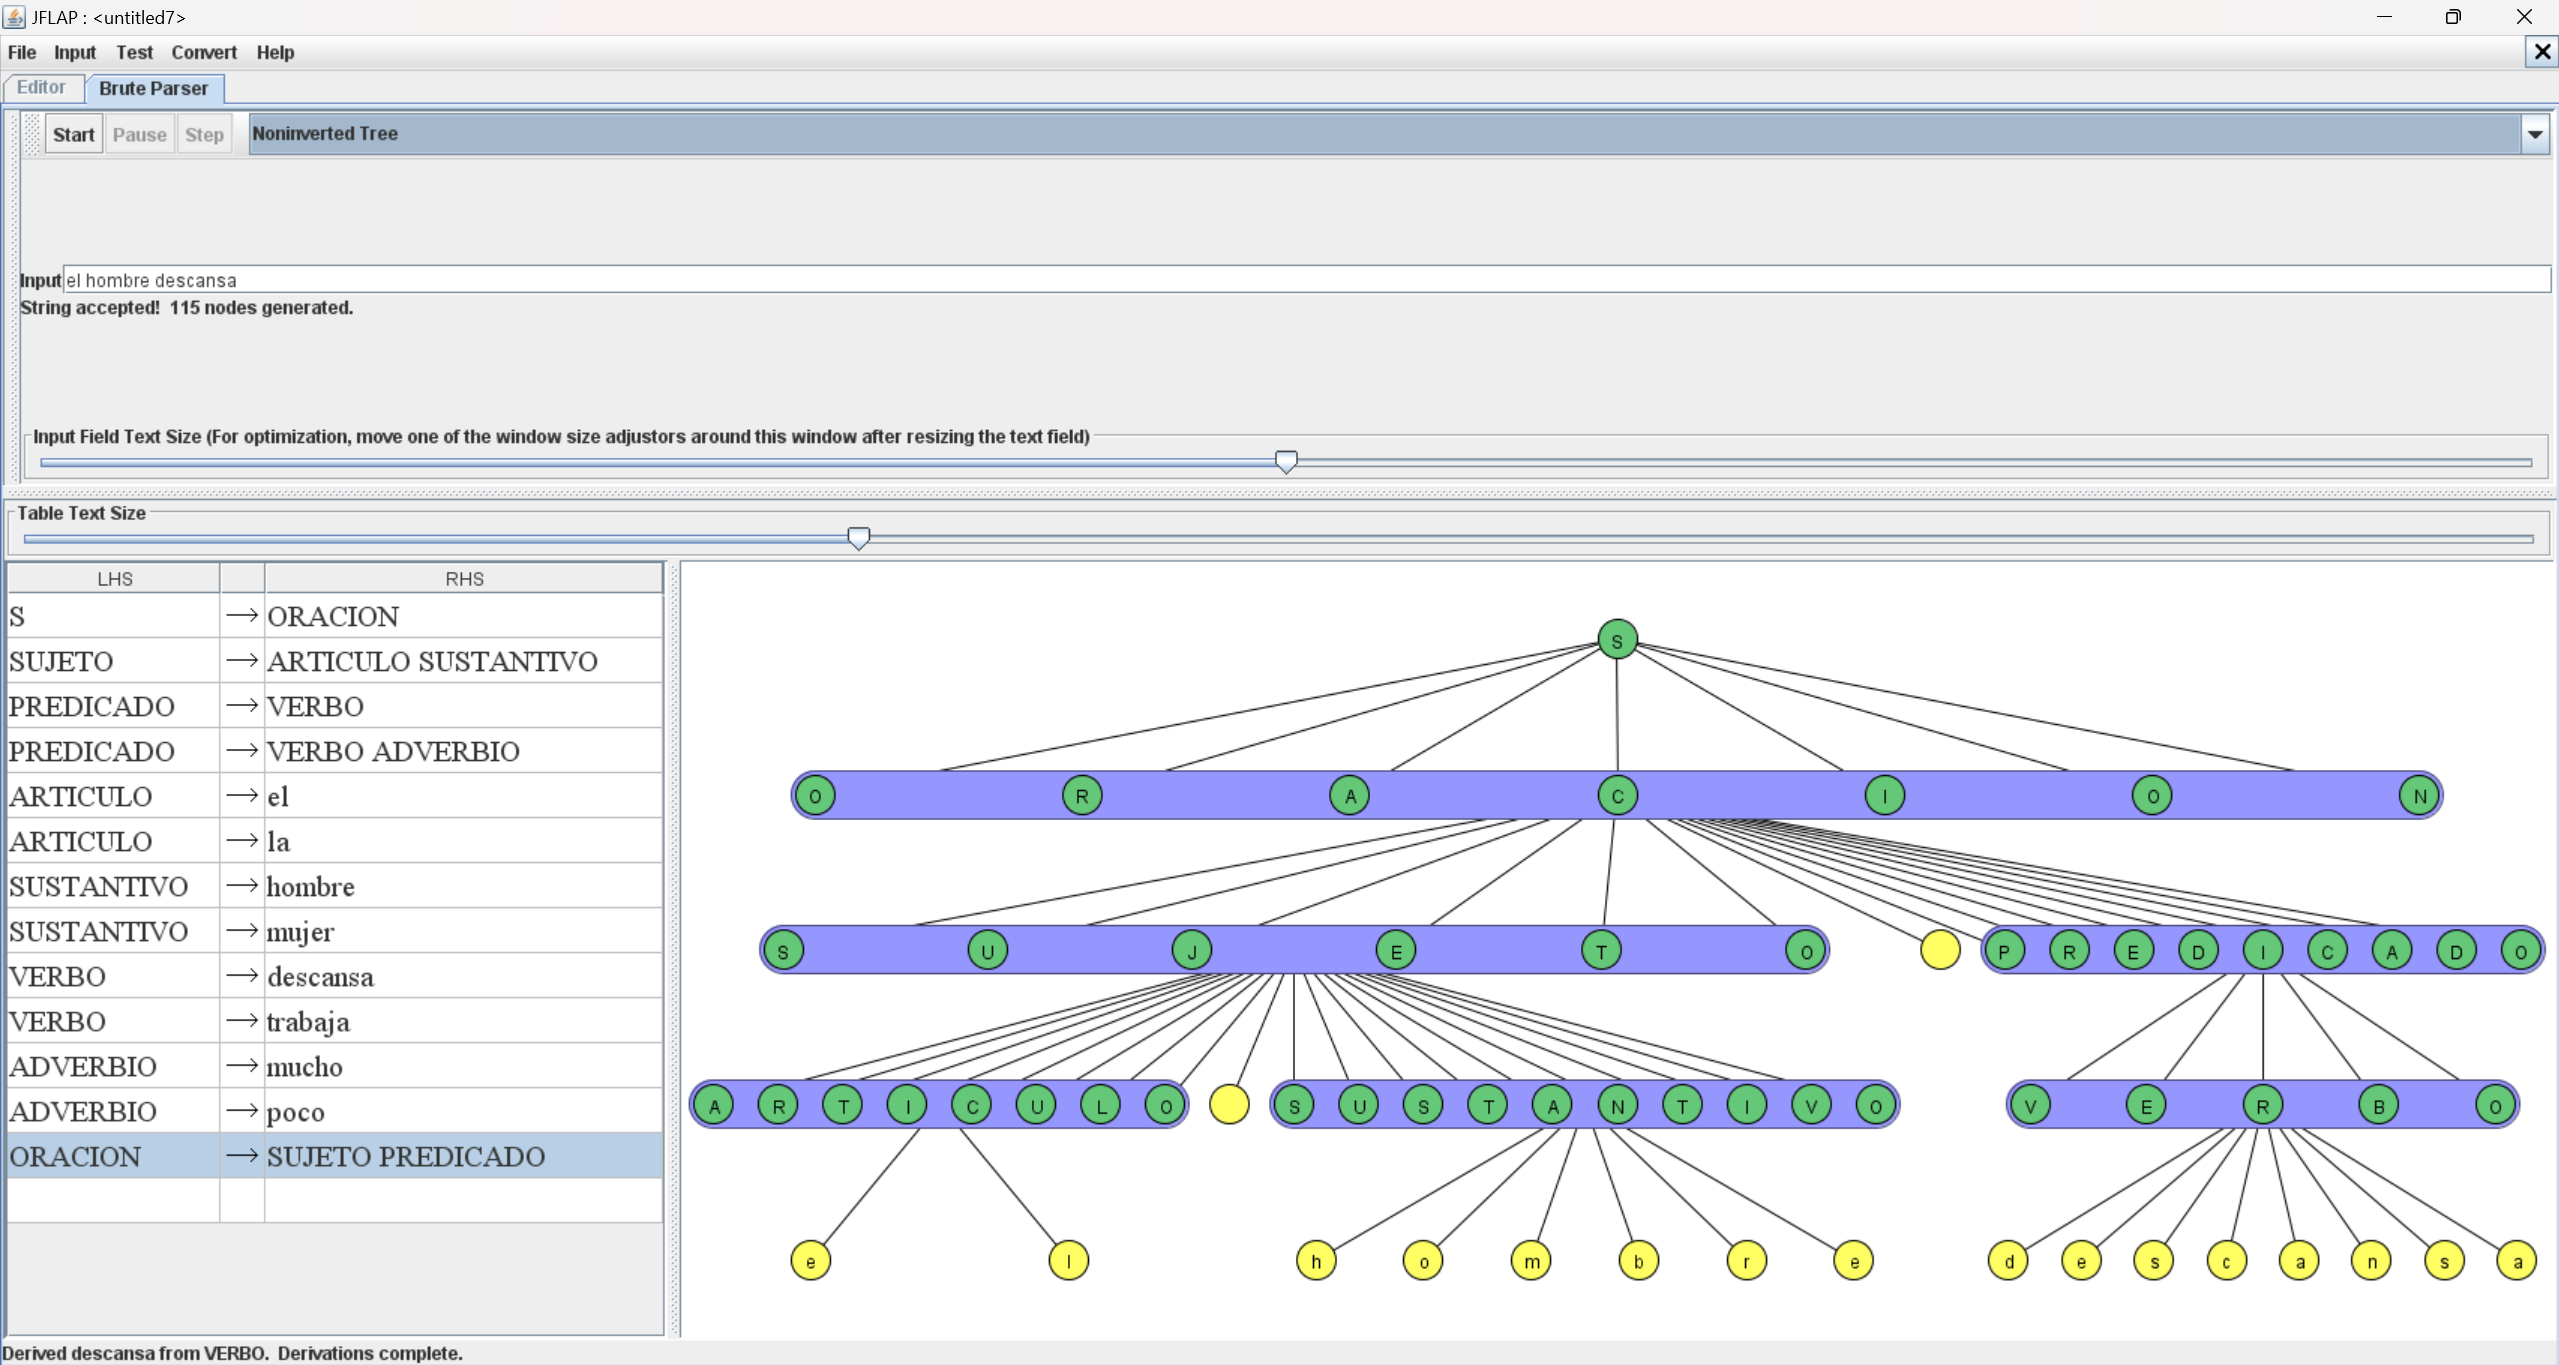 JFLAP : <untitled7>
File Input Test Convert Help
Editor Brute Parser
Start Pause Step Noninverted Tree
Input el hombre descansa
String accepted! 115 nodes generated.
Input Field Text Size (For optimization, move one of the window size adjustors around this window after resizing the text field)
Table Text Size
LHS RHS
S → ORACION
SUJETO → ARTICULO SUSTANTIVO
PREDICADO → VERBO
PREDICADO → VERBO ADVERBIO
ARTICULO → el
ARTICULO → la
SUSTANTIVO → hombre
SUSTANTIVO → mujer
VERBO → descansa
VERBO → trabaja
ADVERBIO → mucho
ADVERBIO → poco
ORACION → SUJETO PREDICADO
S
O R A C I O N
S U J E T O P R E D I C A D O
A R T I C U L O S U S T A N T I V O V E R B O
e l h o m b r e d e s c a n s a
Derived descansa from VERBO. Derivations complete.